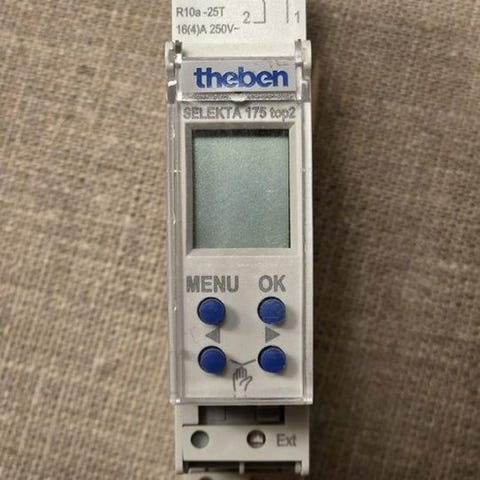 R10a -25T 2 1
16(4)A 250V~
theben
SELEKTA 175 top2
MENU OK
Ext